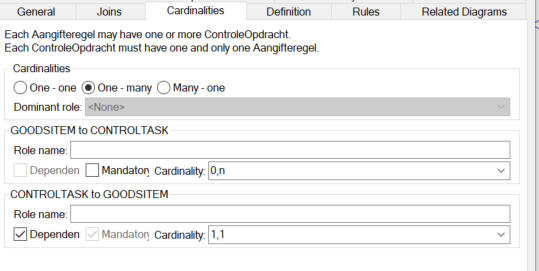 General Joins Cardinalities Definition Rules Related Diagrams
Each Aangifteregel may have one or more ControleOpdracht.
Each ControleOpdracht must have one and only one Aangifteregel.
Cardinalities
One - one One - many Many - one
Dominant role: <None>
GOODSITEM to CONTROLTASK
Role name:
Dependen Mandatory Cardinality: 0,n
CONTROLTASK to GOODSITEM
Role name:
Dependen Mandatory Cardinality: 1,1